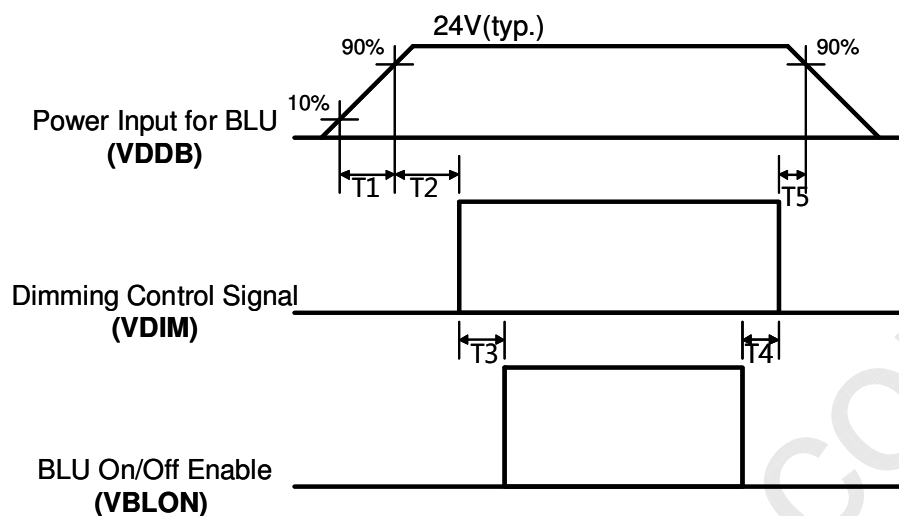 24V(typ.)
90%
90%
10%
Power Input for BLU
(VDDB)
T1
T2
T5
Dimming Control Signal
(VDIM)
T3
T4
BLU On/Off Enable
(VBLON)